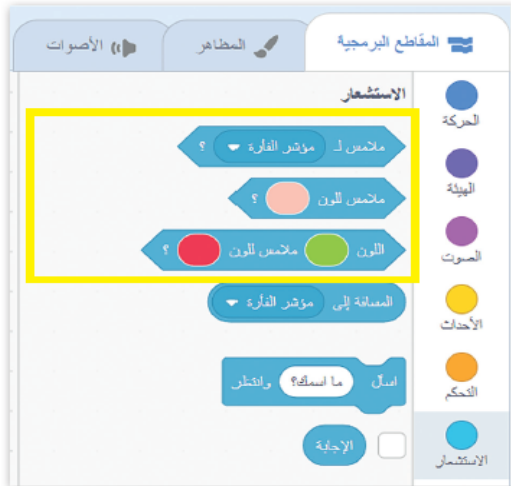 المقاطع البرمجية
المظاهر
الأصوات
الاستشعار
الحركة
الهيئة
الصوت
الأحداث
التحكم
الاستشعار
ملامس لـ مؤشر الفأرة ؟
ملامس للون ؟
اللون ملامس للون ؟
المسافة إلى مؤشر الفأرة
اسأل ما اسمك؟ وانتظر
الإجابة